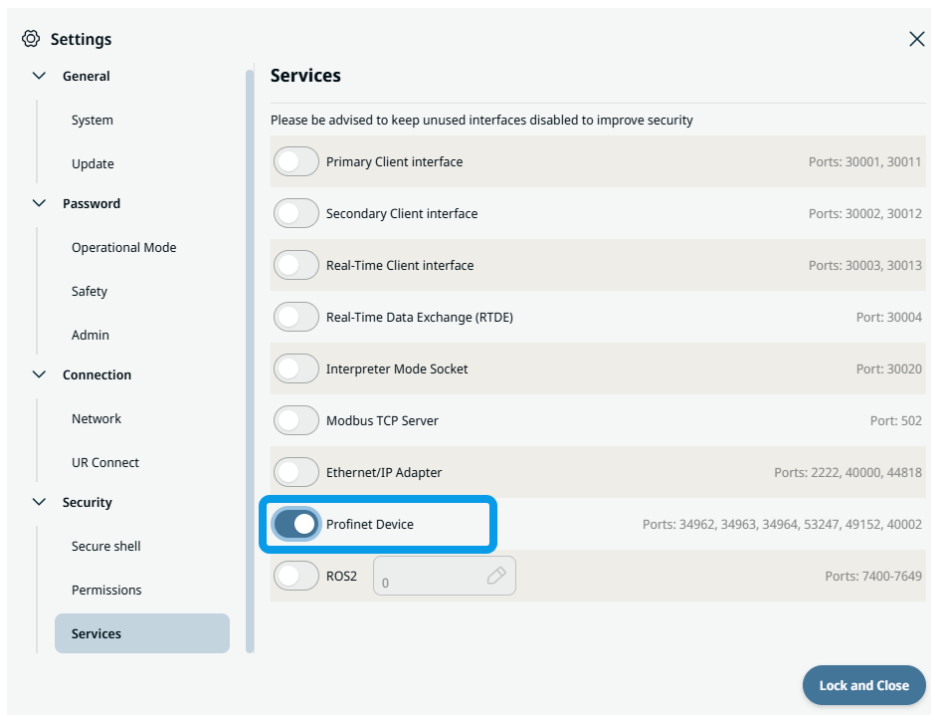 Settings
General
System
Update
Password
Operational Mode
Safety
Admin
Connection
Network
UR Connect
Security
Secure shell
Permissions
Services
Services
Please be advised to keep unused interfaces disabled to improve security
Primary Client interface Ports: 30001, 30011
Secondary Client interface Ports: 30002, 30012
Real-Time Client interface Ports: 30003, 30013
Real-Time Data Exchange (RTDE) Port: 30004
Interpreter Mode Socket Port: 30020
Modbus TCP Server Port: 502
Ethernet/IP Adapter Ports: 2222, 40000, 44818
Profinet Device Ports: 34962, 34963, 34964, 53247, 49152, 40002
ROS2 0 Ports: 7400-7649
Lock and Close